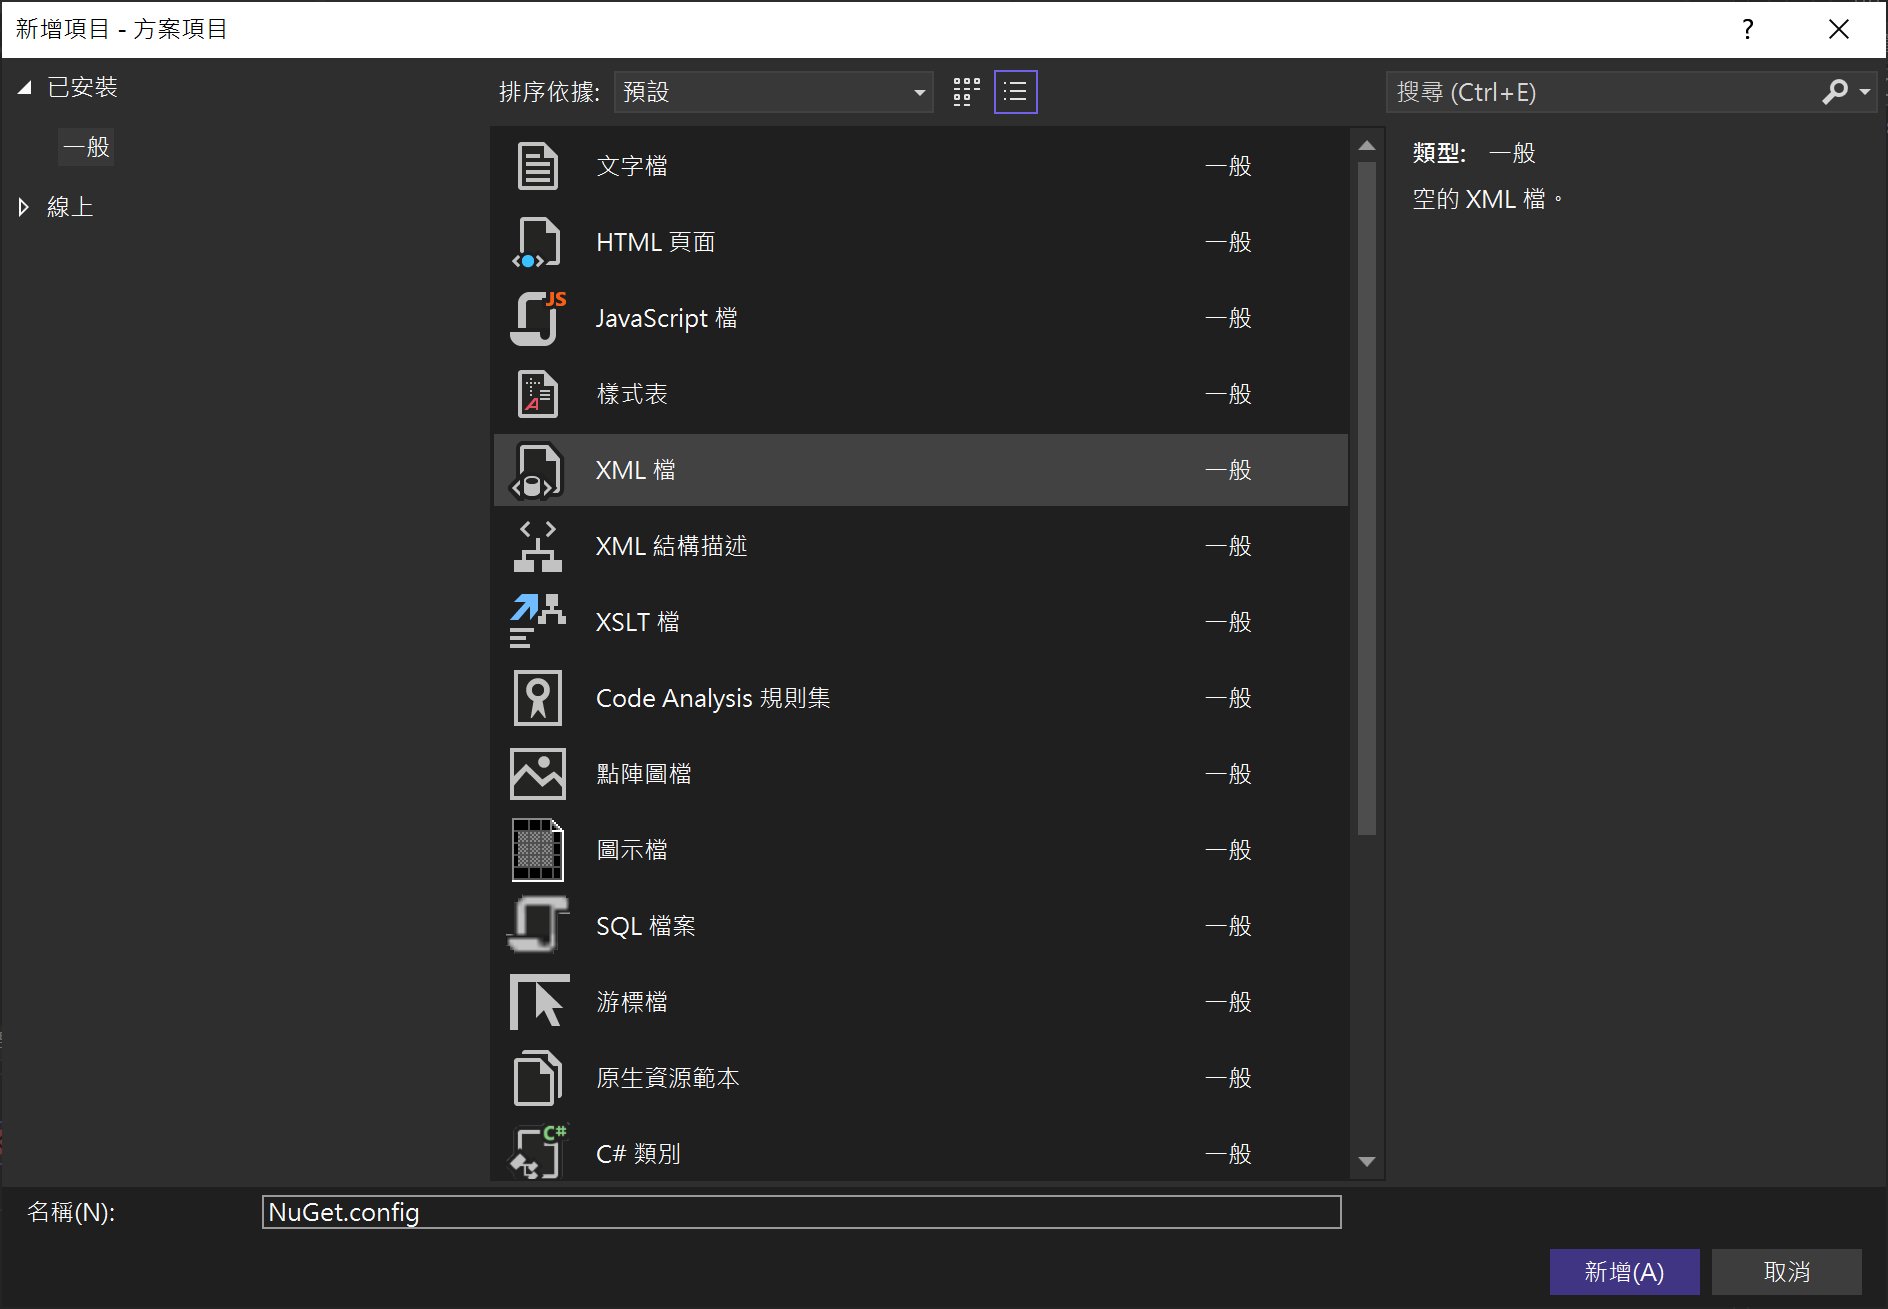 新增項目 - 方案項目
?
已安裝
一般
線上
排序依據: 預設
搜尋 (Ctrl+E)
文字檔 一般
HTML 頁面 一般
JS
JavaScript 檔 一般
樣式表 一般
XML 檔 一般
XML 結構描述 一般
XSLT 檔 一般
Code Analysis 規則集 一般
點陣圖檔 一般
圖示檔 一般
SQL 檔案 一般
游標檔 一般
原生資源範本 一般
C#
C# 類別 一般
類型: 一般
空的 XML 檔。
名稱(N): NuGet.config
新增(A) 取消